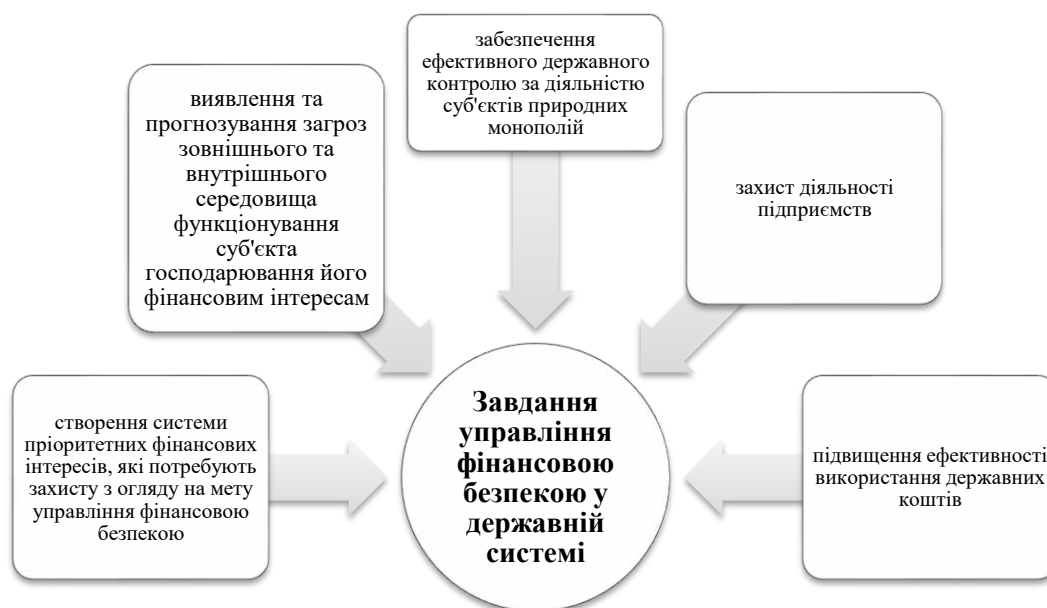 забезпечення
ефективного державного
контролю за діяльністю
суб'єктів природних
монополій
виявлення та
прогнозування загроз
зовнішнього та
внутрішнього
середовища
функціонування
суб'єкта
господарювання його
фінансовим інтересам
захист діяльності
підприємств
створення системи
пріоритетних фінансових
інтересів, які потребують
захисту з огляду на мету
управління фінансовою
безпекою
Завдання
управління
фінансовою
безпекою у
державній
системі
підвищення ефективності
використання державних
коштів